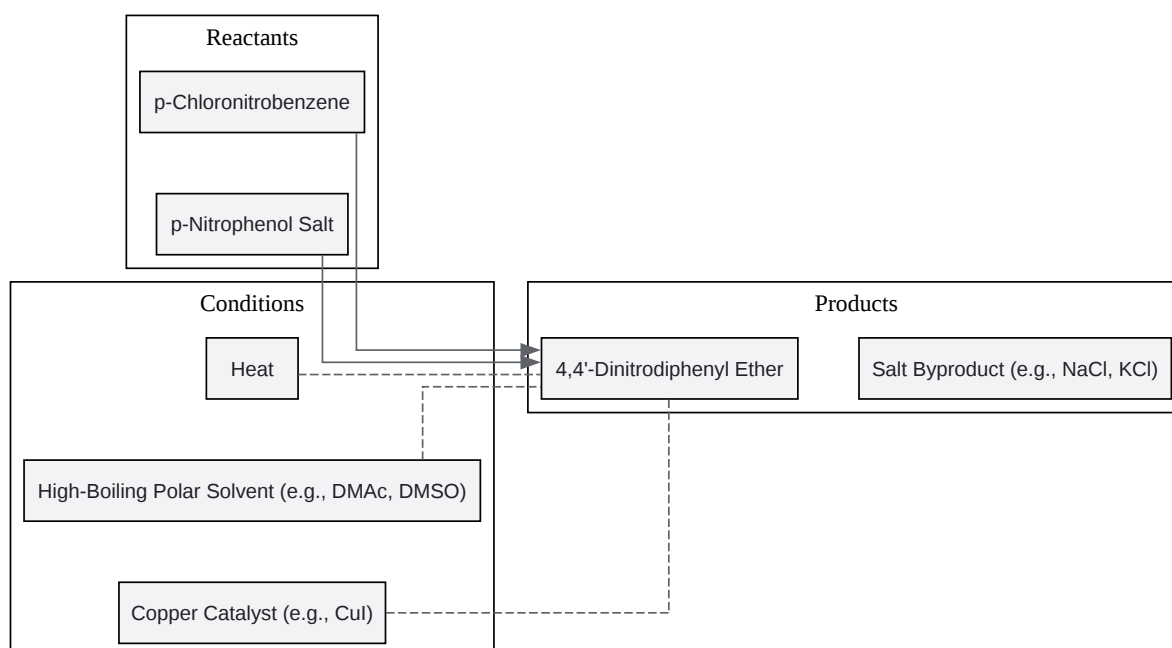 Reactants
p-Chloronitrobenzene
p-Nitrophenol Salt
Conditions
Heat
High-Boiling Polar Solvent (e.g., DMAc, DMSO)
Copper Catalyst (e.g., CuI)
Products
4,4'-Dinitrodiphenyl Ether
Salt Byproduct (e.g., NaCl, KCl)